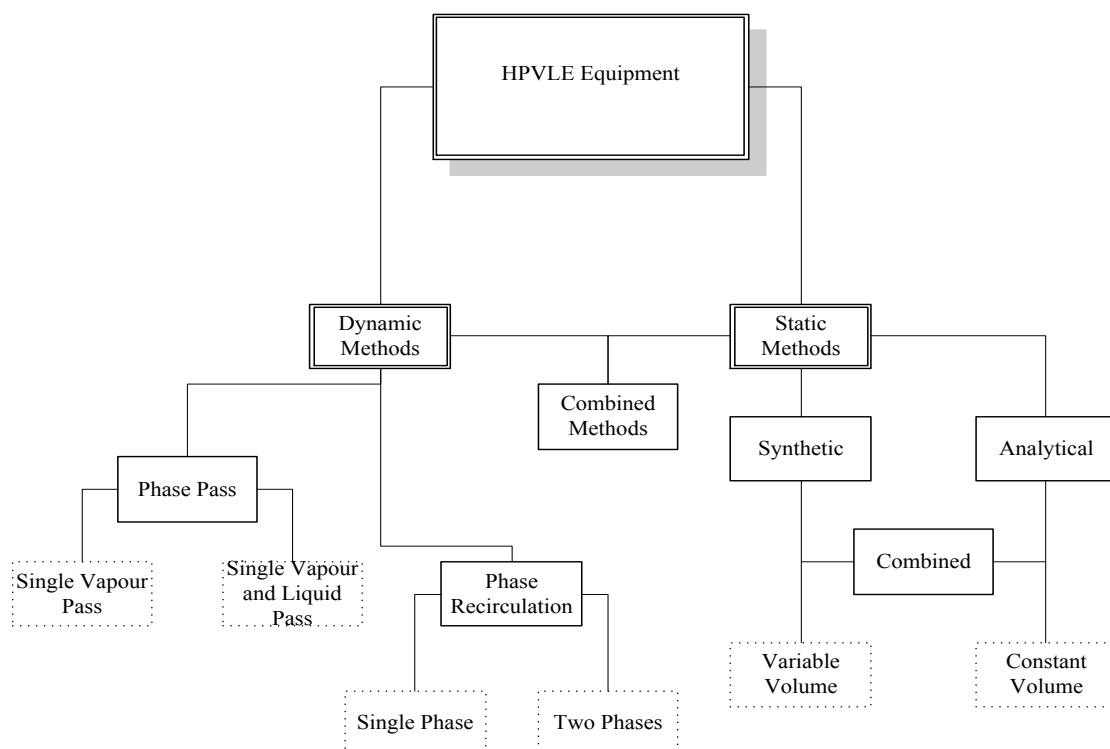 HPVLE Equipment
Dynamic
Methods
Static
Methods
Combined
Methods
Synthetic
Analytical
Phase Pass
Combined
Single Vapour
Pass
Single Vapour
and Liquid
Pass
Phase
Recirculation
Variable
Volume
Constant
Volume
Single Phase
Two Phases